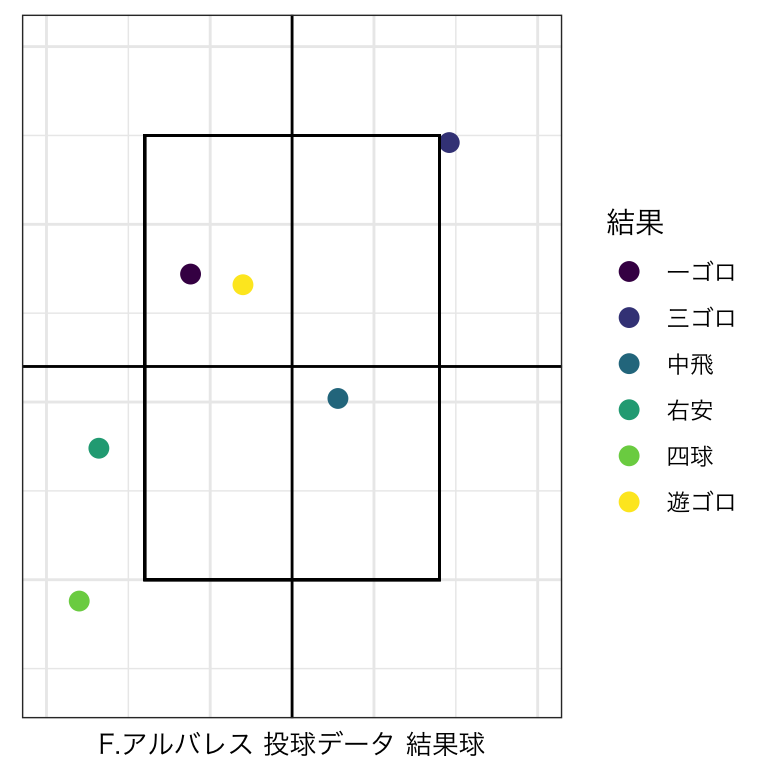 結果
一ゴロ
三ゴロ
中飛
右安
四球
遊ゴロ
F.アルバレス 投球データ 結果球